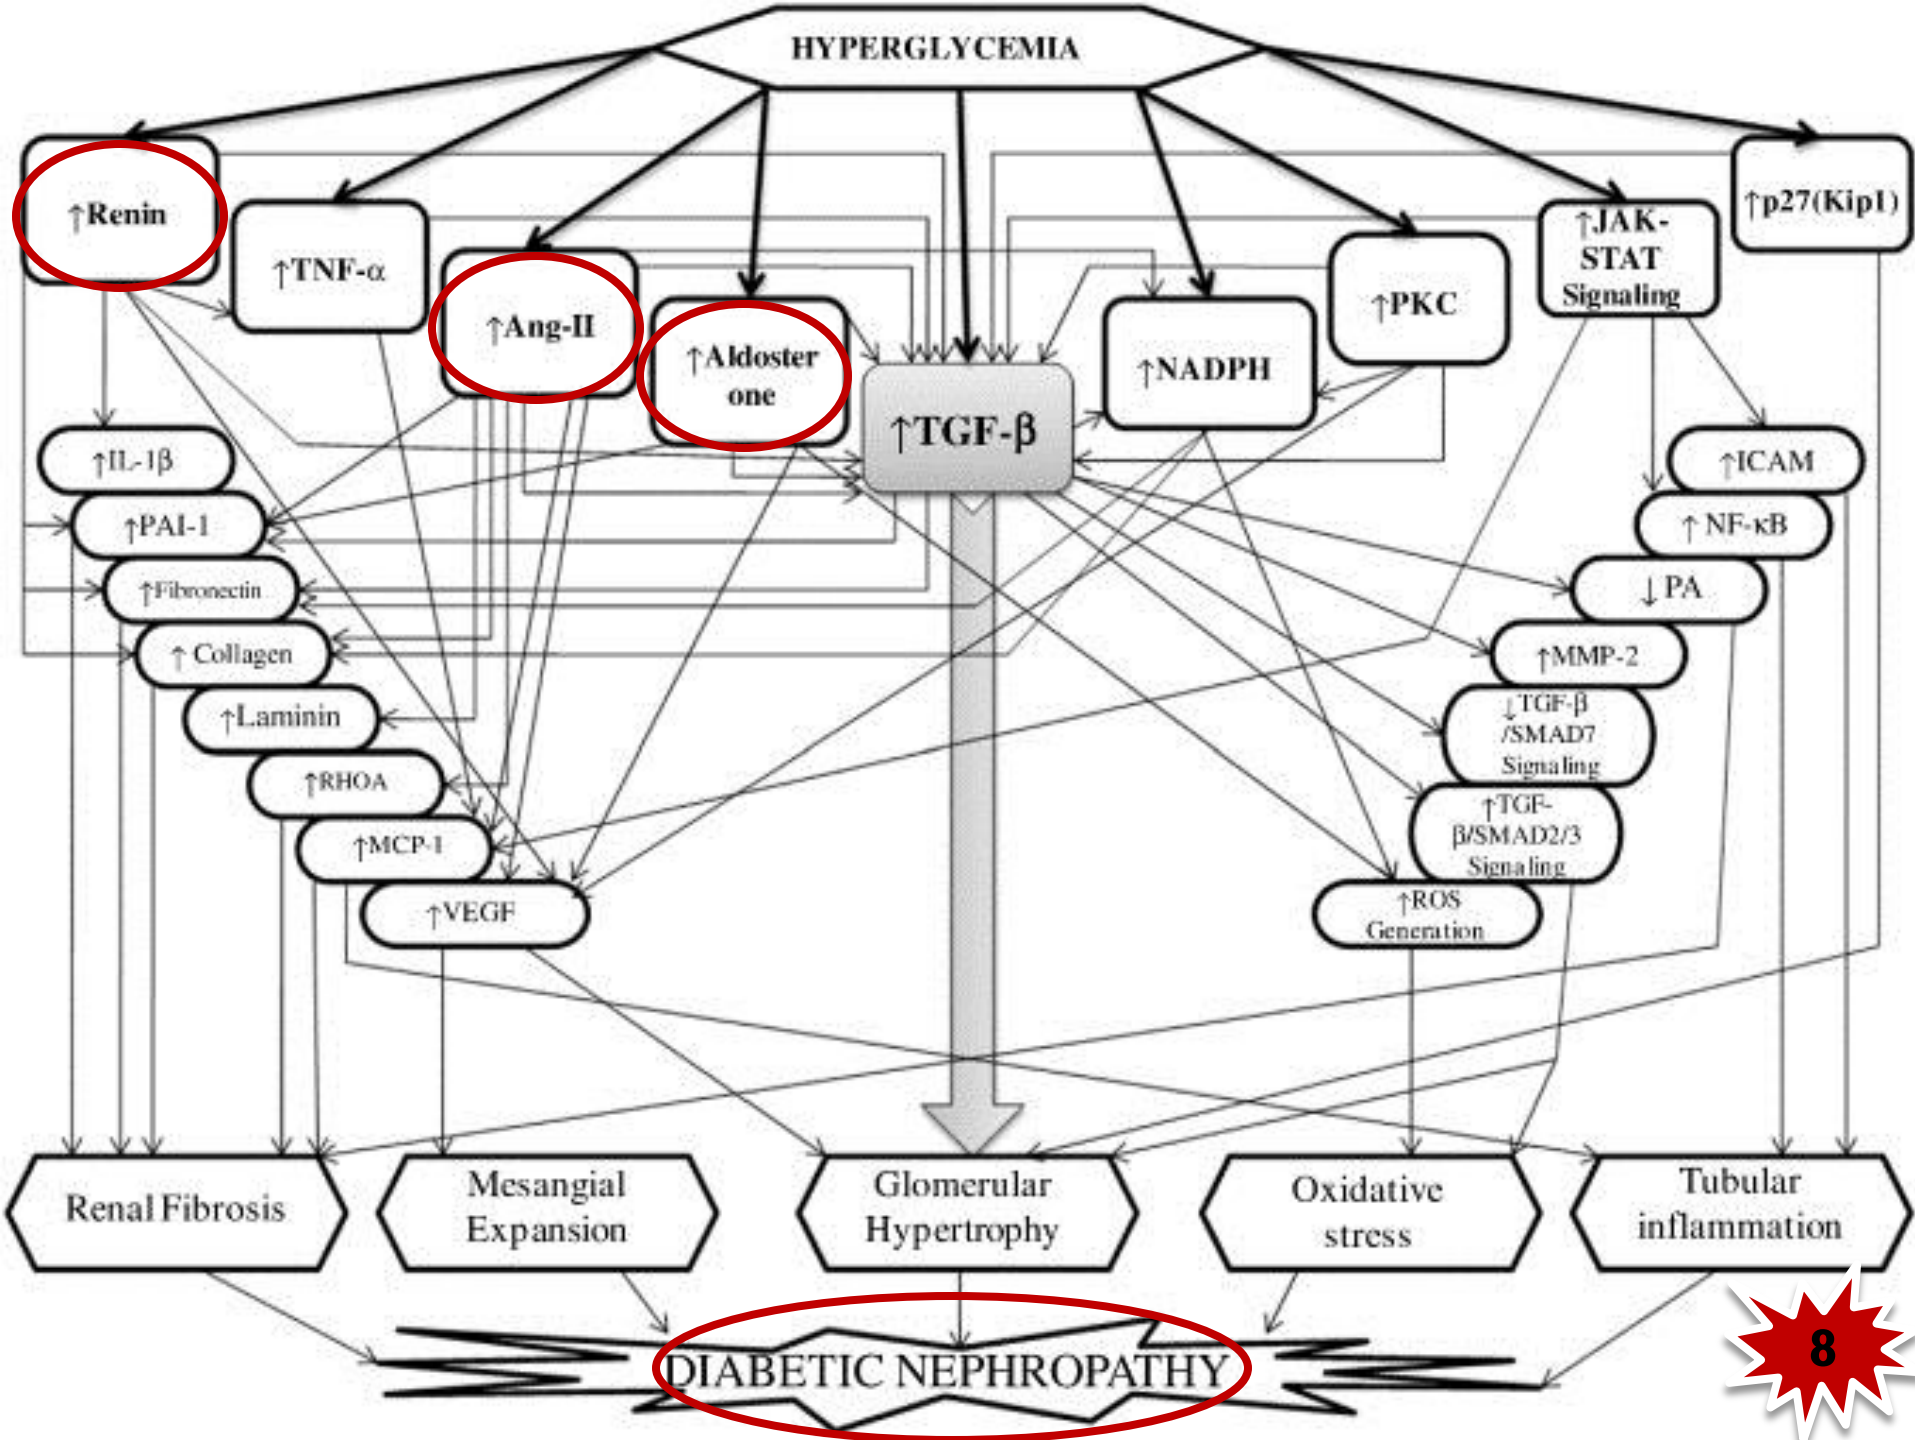 HYPERGLYCEMIA
↑Renin
↑TNF-α
↑Ang-II
↑Aldoster
one
↑TGF-β
↑NADPH
↑PKC
↑JAK-
STAT
Signaling
↑p27(Kip1)
↑IL-1β
↑PAI-1
↑Fibronectin
↑ Collagen
↑Laminin
↑RHOA
↑MCP-1
↑VEGF
↑ICAM
↑ NF-κB
↓ PA
↑MMP-2
↓TGF-β
/SMAD7
Signaling
↑TGF-
β/SMAD2/3
Signaling
↑ROS
Generation
Renal Fibrosis
Mesangial
Expansion
Glomerular
Hypertrophy
Oxidative
stress
Tubular
inflammation
DIABETIC NEPHROPATHY
8